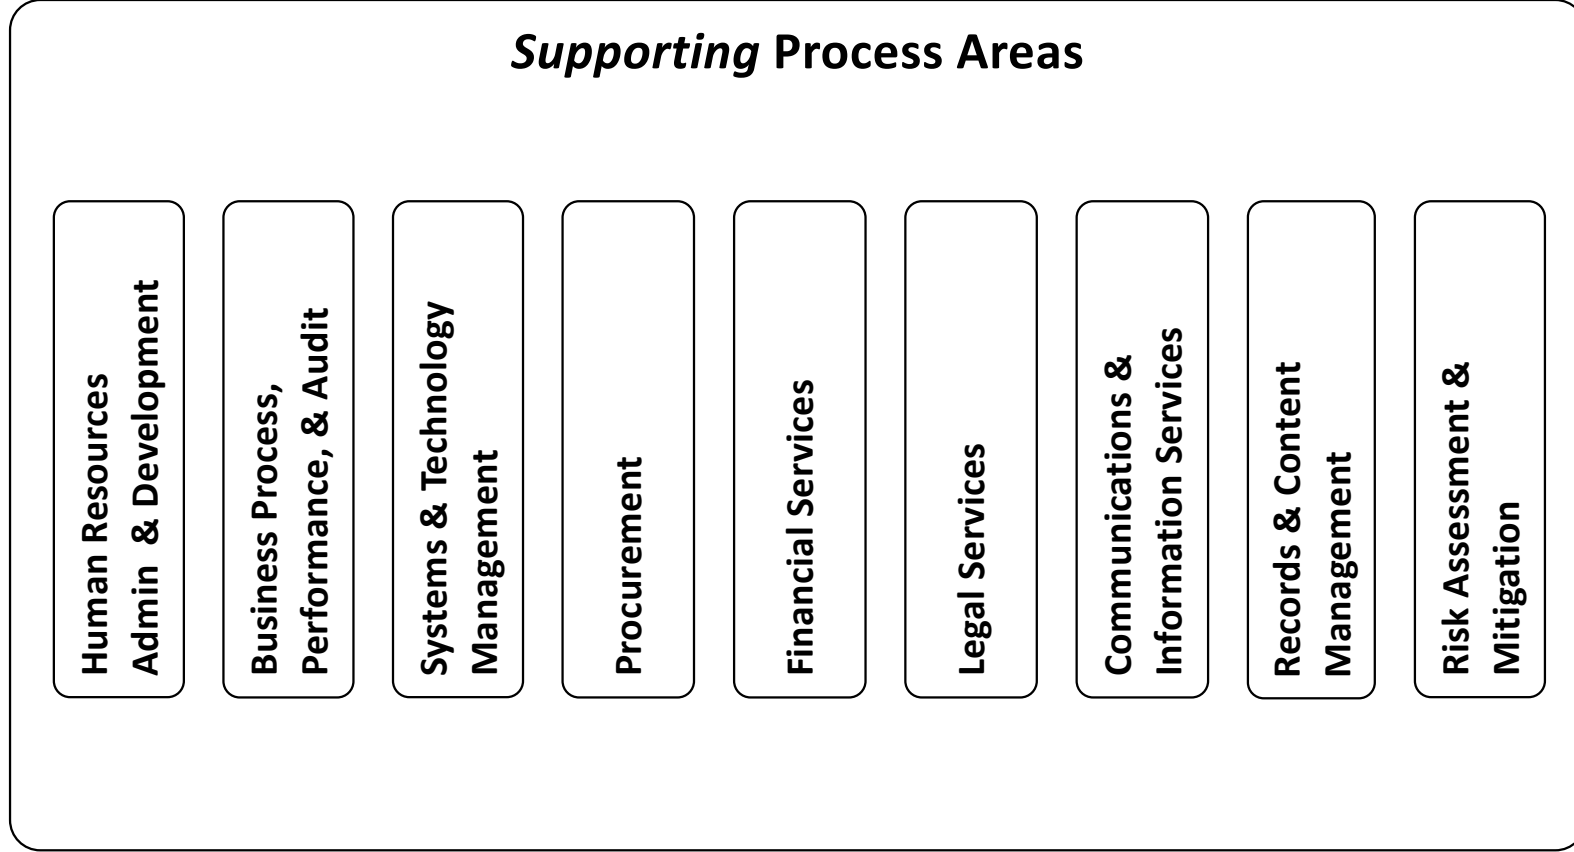 Supporting Process Areas
Human Resources
Admin & Development
Business Process,
Performance, & Audit
Systems & Technology
Management
Procurement
Financial Services
Legal Services
Communications &
Information Services
Records & Content
Management
Risk Assessment &
Mitigation